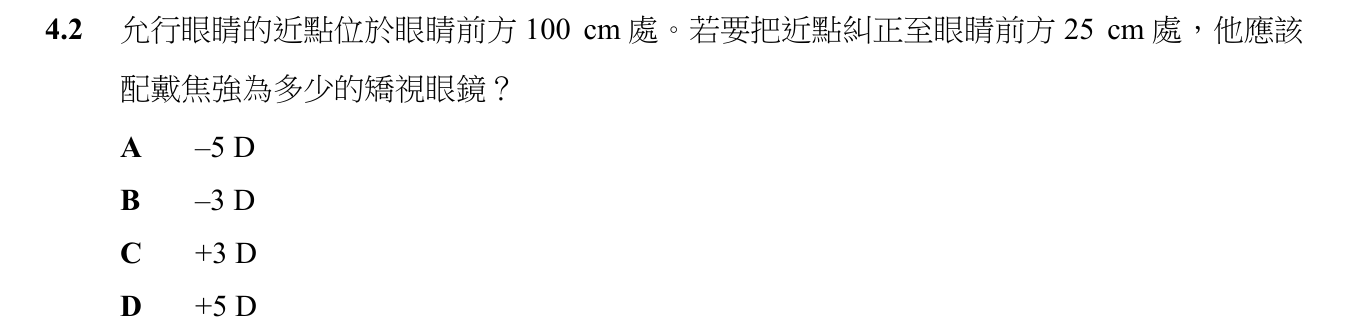 4.2 允行眼睛的近點位於眼睛前方 100 cm 處。若要把近點糾正至眼睛前方 25 cm 處，他應該
配戴焦強為多少的矯視眼鏡？
A –5 D
B –3 D
C +3 D
D +5 D